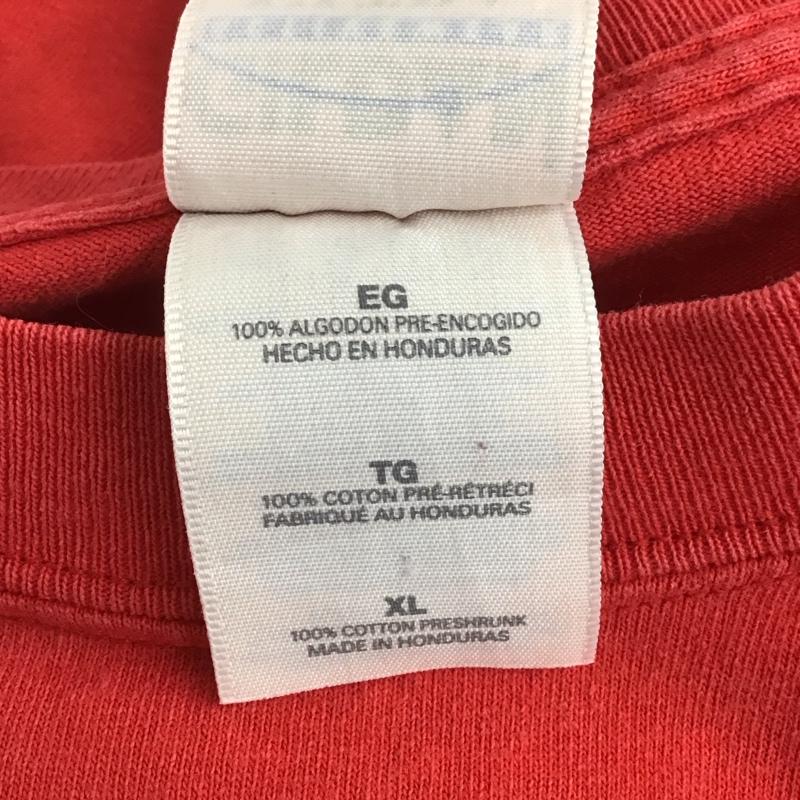 EG
100% ALGODON PRE-ENCOGIDO
HECHO EN HONDURAS
TG
100% COTON PRÉ-RÉTRÉCI
FABRIQUÉ AU HONDURAS
XL
100% COTTON PRESHRUNK
MADE IN HONDURAS